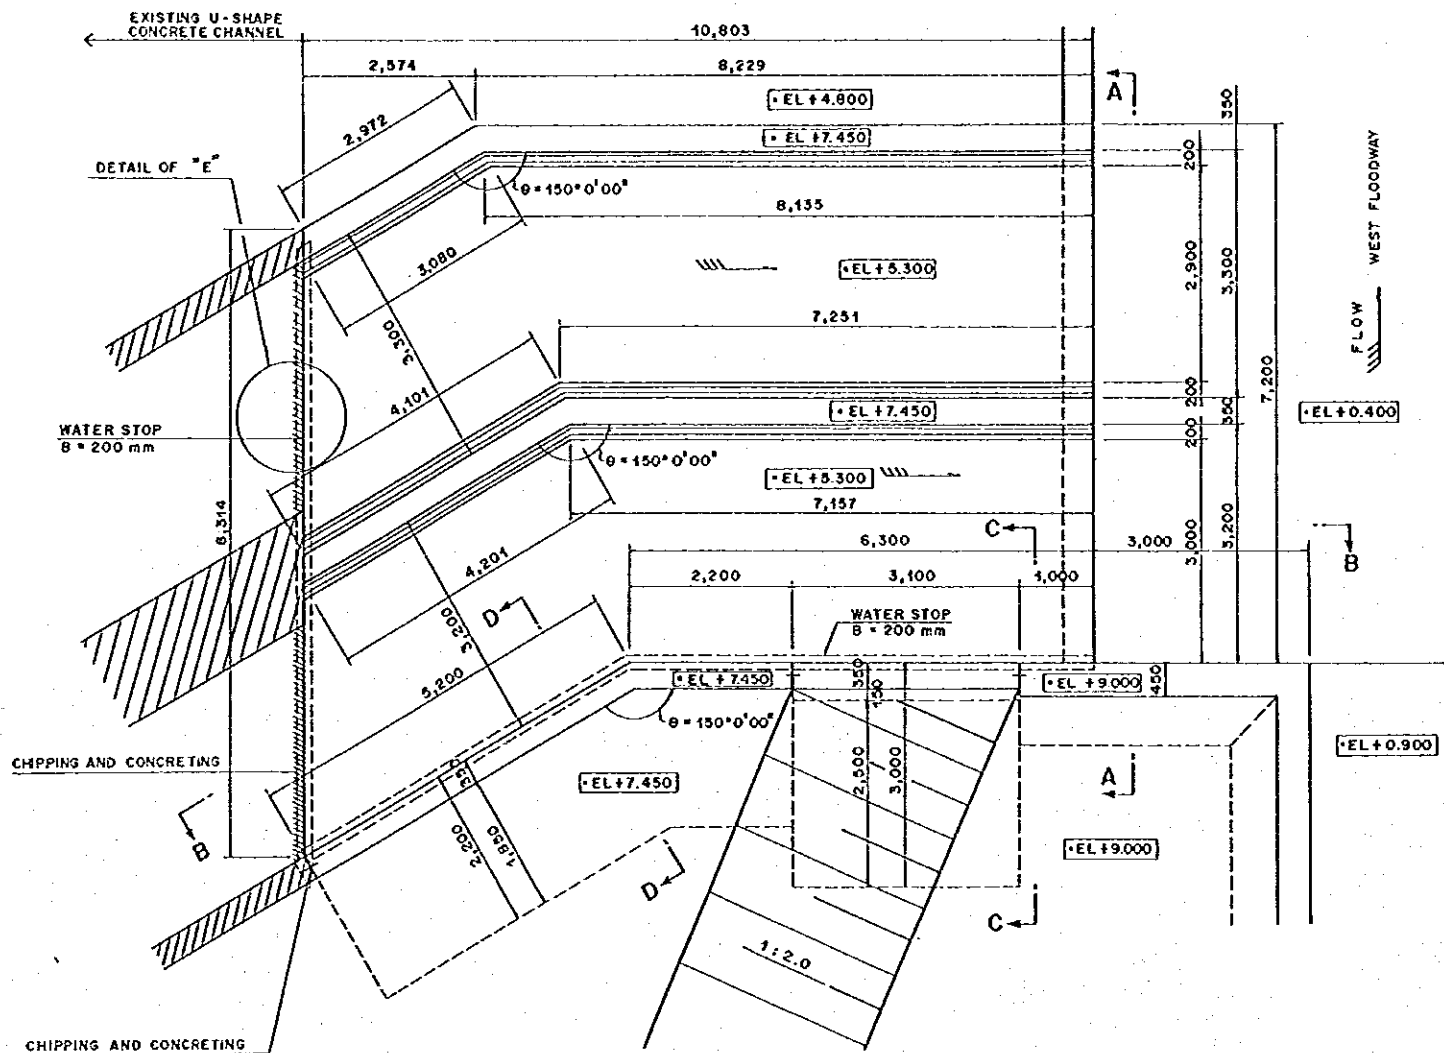 EXISTING U-SHAPE
CONCRETE CHANNEL
10,803
2,574
8,229
A
•EL+4.800
350
2,972
•EL+7.450
DETAIL OF "E"
θ=150°0'00"
200
8,135
3,080
•EL+5.300
2,900
3,300
FLOW WEST FLOODWAY
7,251
3,300
4,101
7,200
200
•EL+7.450
350
•EL+0.400
WATER STOP
B = 200 mm
θ=150°0'00"
200
•EL+5.300
7,157
6,314
C
6,300
3,000
3,000
3,200
B
4,201
2,200
3,100
1,000
D
3,200
WATER STOP
B = 200 mm
5,200
•EL+7.450
350
150
•EL+9.000
450
θ=150°0'00"
•EL+0.900
CHIPPING AND CONCRETING
•EL+7.450
2,500
3,000
A
B
2,200
1,850
•EL+9.000
D
C
1:2.0
CHIPPING AND CONCRETING